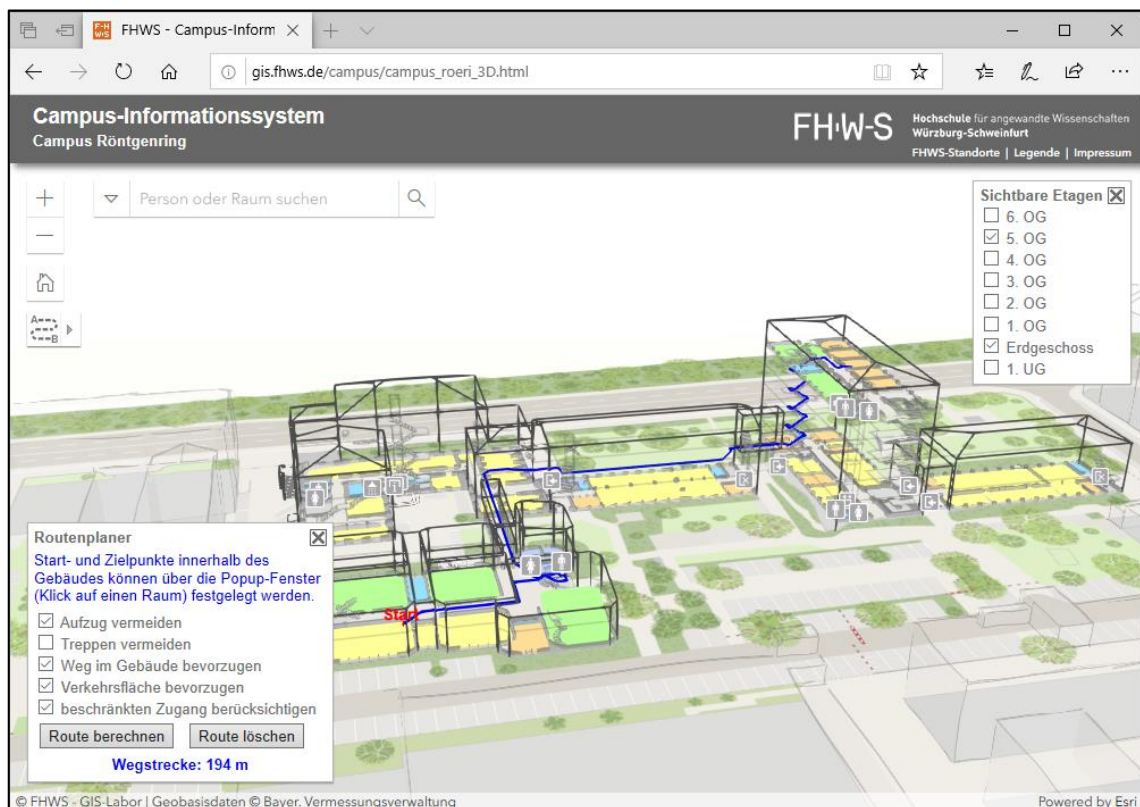 FHWS - Campus-Inform
gis.fhws.de/campus/campus_roeri_3D.html
Campus-Informationssystem
Campus Röntgenring
FH·W-S
Hochschule für angewandte Wissenschaften
Würzburg-Schweinfurt
FHWS-Standorte | Legende | Impressum
Person oder Raum suchen
Sichtbare Etagen
6. OG
5. OG
4. OG
3. OG
2. OG
1. OG
Erdgeschoss
1. UG
A
B
Start
Routenplaner
Start- und Zielpunkte innerhalb des
Gebäudes können über die Popup-Fenster
(Klick auf einen Raum) festgelegt werden.
Aufzug vermeiden
Treppen vermeiden
Weg im Gebäude bevorzugen
Verkehrsfläche bevorzugen
beschränkten Zugang berücksichtigen
Route berechnen Route löschen
Wegstrecke: 194 m
© FHWS - GIS-Labor | Geobasisdaten © Bayer. Vermessungsverwaltung
Powered by Esri